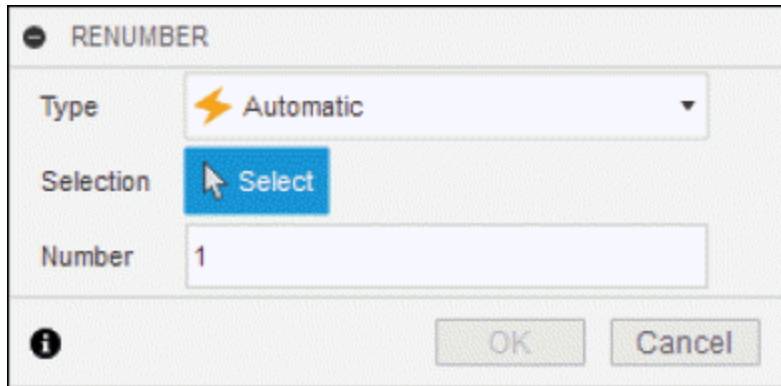 RENUMBER
Type Automatic
Selection Select
Number 1
OK Cancel